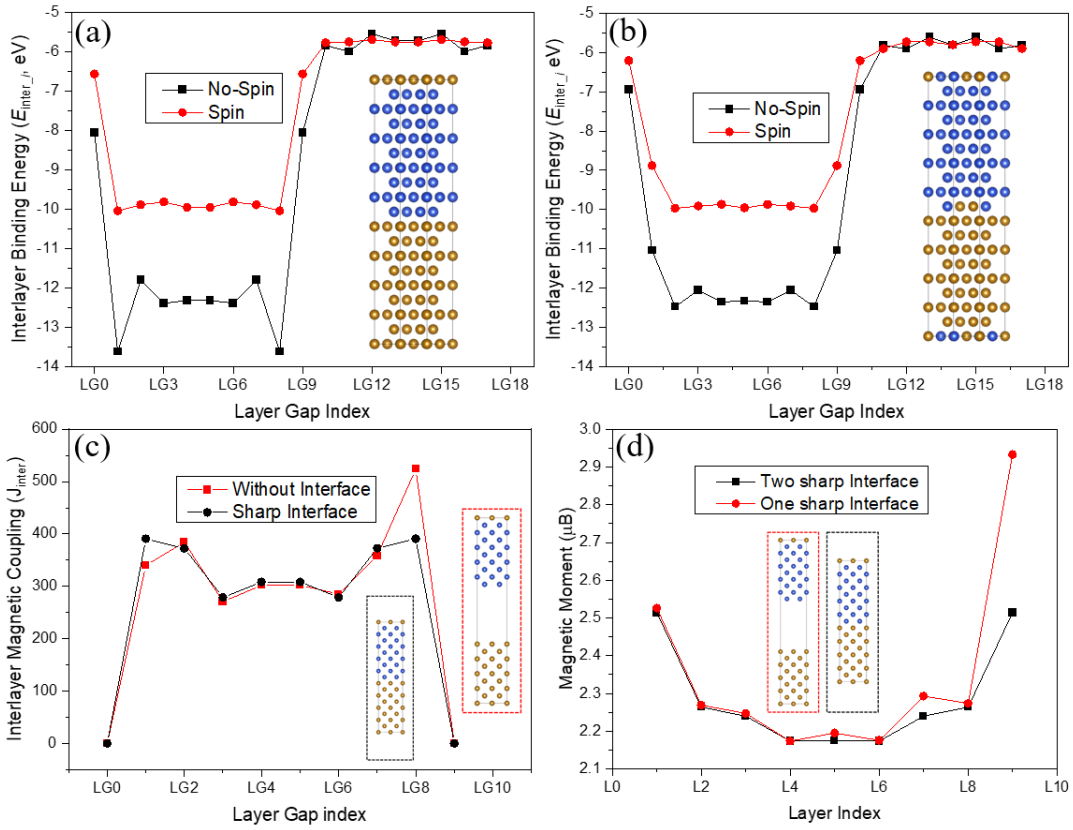 (a)
-5
-6
-7
-8
-9
-10
-11
-12
-13
-14
Interlayer Binding Energy (E_inter_i, eV)
No-Spin
Spin
LG0 LG3 LG6 LG9 LG12 LG15 LG18
Layer Gap Index
(b)
-5
-6
-7
-8
-9
-10
-11
-12
-13
-14
Interlayer Binding Energy (E_inter_i, eV)
No-Spin
Spin
LG0 LG3 LG6 LG9 LG12 LG15 LG18
Layer Gap Index
(c)
600
500
400
300
200
100
0
Interlayer Magnetic Coupling (J_inter)
Without Interface
Sharp Interface
LG0 LG2 LG4 LG6 LG8 LG10
Layer Gap index
(d)
3.0
2.9
2.8
2.7
2.6
2.5
2.4
2.3
2.2
2.1
Magnetic Moment (μB)
Two sharp Interface
One sharp Interface
L0 L2 L4 L6 L8 L10
Layer Index